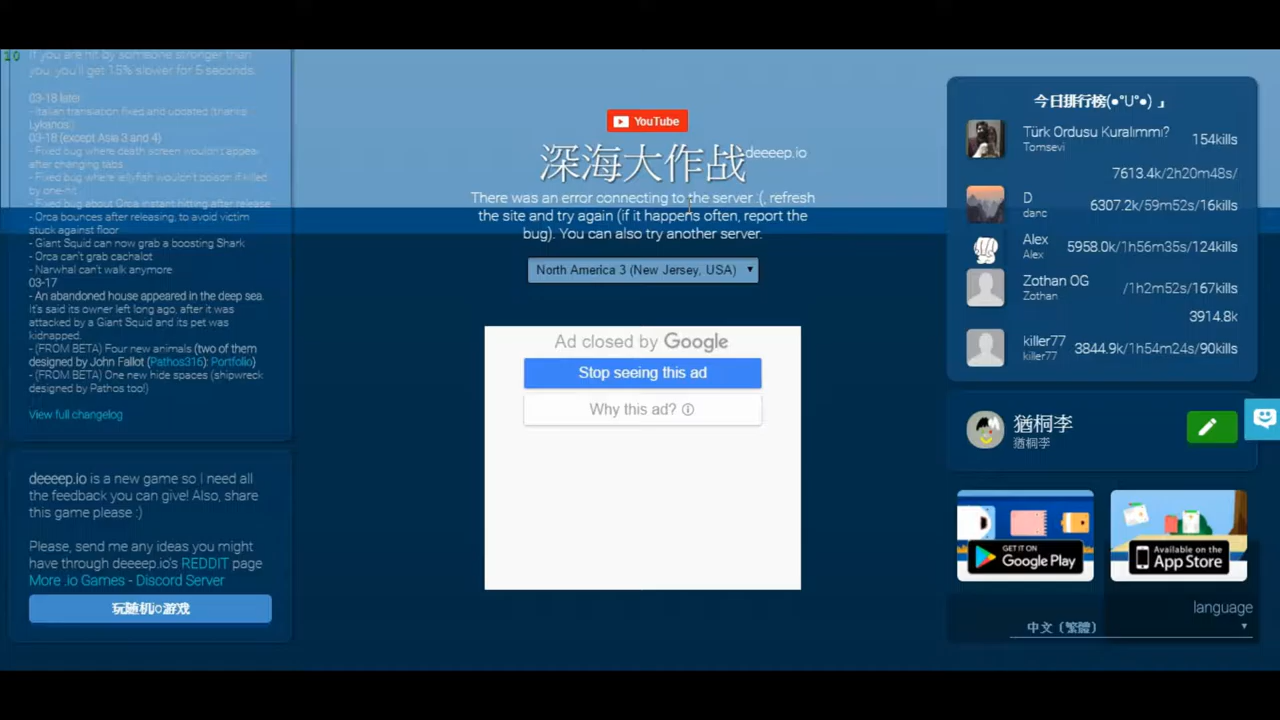 10
If you are hit by someone stronger than
you, you'll get 15% slower for 5 seconds.
03-18 later
- Italian translation fixed and updated (thanks
Lykanos)
03-18 (except Asia 3 and 4)
- Fixed bug where death screen wouldn't appear
after changing tabs
- Fixed bug where jellyfish wouldn't poison if killed
by one-hit
- Fixed bug about Orca instant hitting after release
- Orca bounces after releasing, to avoid victim
stuck against floor
- Giant Squid can now grab a boosting Shark
- Orca can't grab cachalot
- Narwhal can't walk anymore
03-17
- An abandoned house appeared in the deep sea.
It's said its owner left long ago, after it was
attacked by a Giant Squid and its pet was
kidnapped.
- (FROM BETA) Four new animals (two of them
designed by John Fallot (Pathos316): Portfolio)
- (FROM BETA) One new hide spaces (shipwreck
designed by Pathos too!)
View full changelog
deeeep.io is a new game so I need all
the feedback you can give! Also, share
this game please :)
Please, send me any ideas you might
have through deeeep.io's REDDIT page
More .io Games - Discord Server
玩随机io游戏
YouTube
深海大作战deeeep.io
There was an error connecting to the server :(, refresh
the site and try again (if it happens often, report the
bug). You can also try another server.
North America 3 (New Jersey, USA)
Ad closed by Google
Stop seeing this ad
Why this ad?
今日排行榜(●°U°●) 」
Türk Ordusu Kuralımmı?
Tomsevi
154kills
7613.4k/2h20m48s/
D
danc
6307.2k/59m52s/16kills
Alex
Alex
5958.0k/1h56m35s/124kills
Zothan OG
Zothan
/1h2m52s/167kills
3914.8k
killer77
killer77
3844.9k/1h54m24s/90kills
猶桐李
猶桐李
GET IT ON
Google Play
Available on the
App Store
language
中文 (繁體)